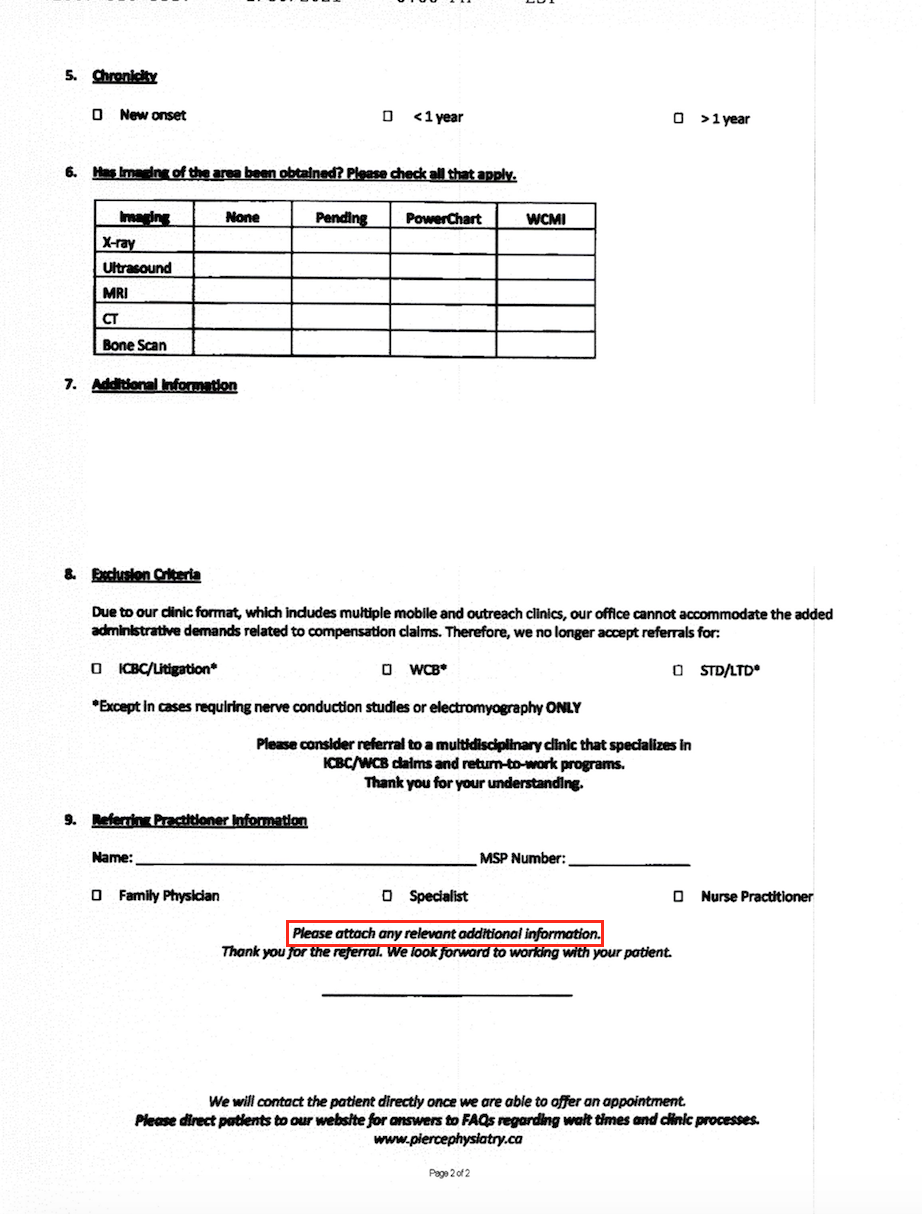 5. Chronicity
☐ New onset ☐ < 1 year ☐ > 1 year
6. Has imaging of the area been obtained? Please check all that apply.
Imaging None Pending PowerChart WCMI
X-ray
Ultrasound
MRI
CT
Bone Scan
7. Additional Information
8. Exclusion Criteria
Due to our clinic format, which includes multiple mobile and outreach clinics, our office cannot accommodate the added
administrative demands related to compensation claims. Therefore, we no longer accept referrals for:
☐ ICBC/Litigation* ☐ WCB* ☐ STD/LTD*
*Except in cases requiring nerve conduction studies or electromyography ONLY
Please consider referral to a multidisciplinary clinic that specializes in
ICBC/WCB claims and return-to-work programs.
Thank you for your understanding.
9. Referring Practitioner Information
Name: MSP Number:
☐ Family Physician ☐ Specialist ☐ Nurse Practitioner
Please attach any relevant additional information.
Thank you for the referral. We look forward to working with your patient.
We will contact the patient directly once we are able to offer an appointment.
Please direct patients to our website for answers to FAQs regarding wait times and clinic processes.
www.piercephysiatry.ca
Page 2 of 2